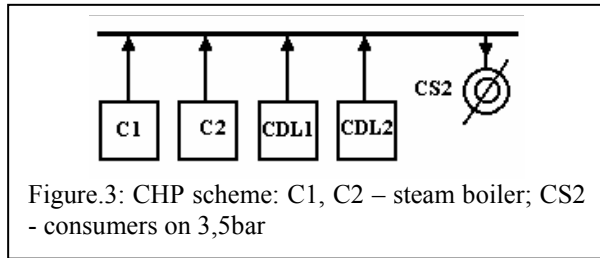 CS2
C1 C2 CDL1 CDL2
Figure.3: CHP scheme: C1, C2 – steam boiler; CS2
- consumers on 3,5bar